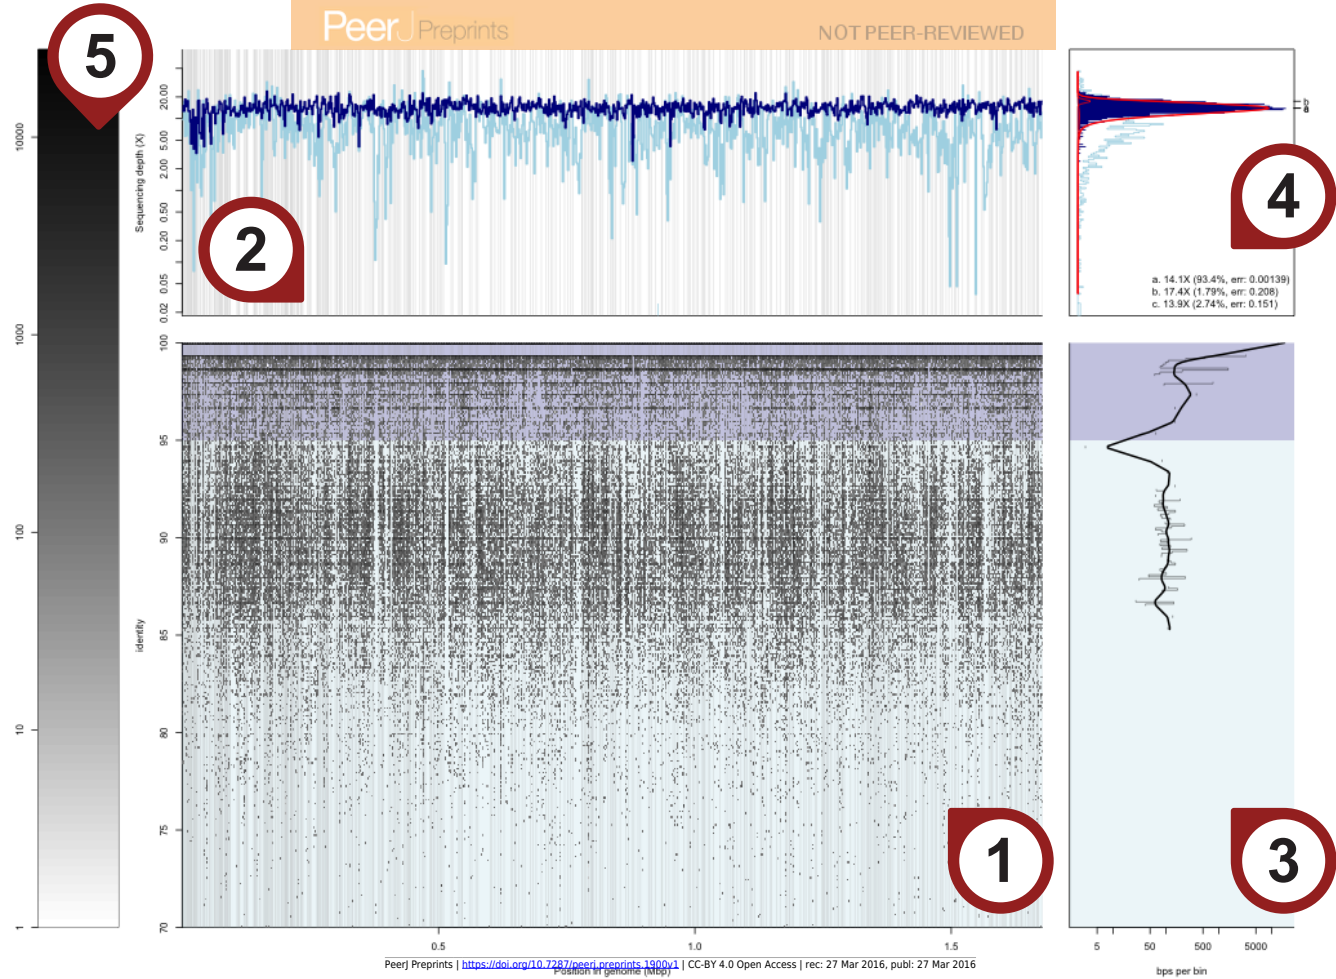 PeerJ Preprints NOT PEER-REVIEWED
5
10000
1000
100
10
1
Sequencing depth (X)
20.00
5.00
2.00
0.50
0.20
0.05
0.02
2
b
a
4
a. 14.1X (93.4%, err: 0.00139)
b. 17.4X (1.79%, err: 0.208)
c. 13.9X (2.74%, err: 0.151)
identity
100
95
90
85
80
75
70
1
3
0.5 1.0 1.5
Position in genome (Mbp)
5 50 500 5000
bps per bin
PeerJ Preprints | https://doi.org/10.7287/peerj.preprints.1900v1 | CC-BY 4.0 Open Access | rec: 27 Mar 2016, publ: 27 Mar 2016